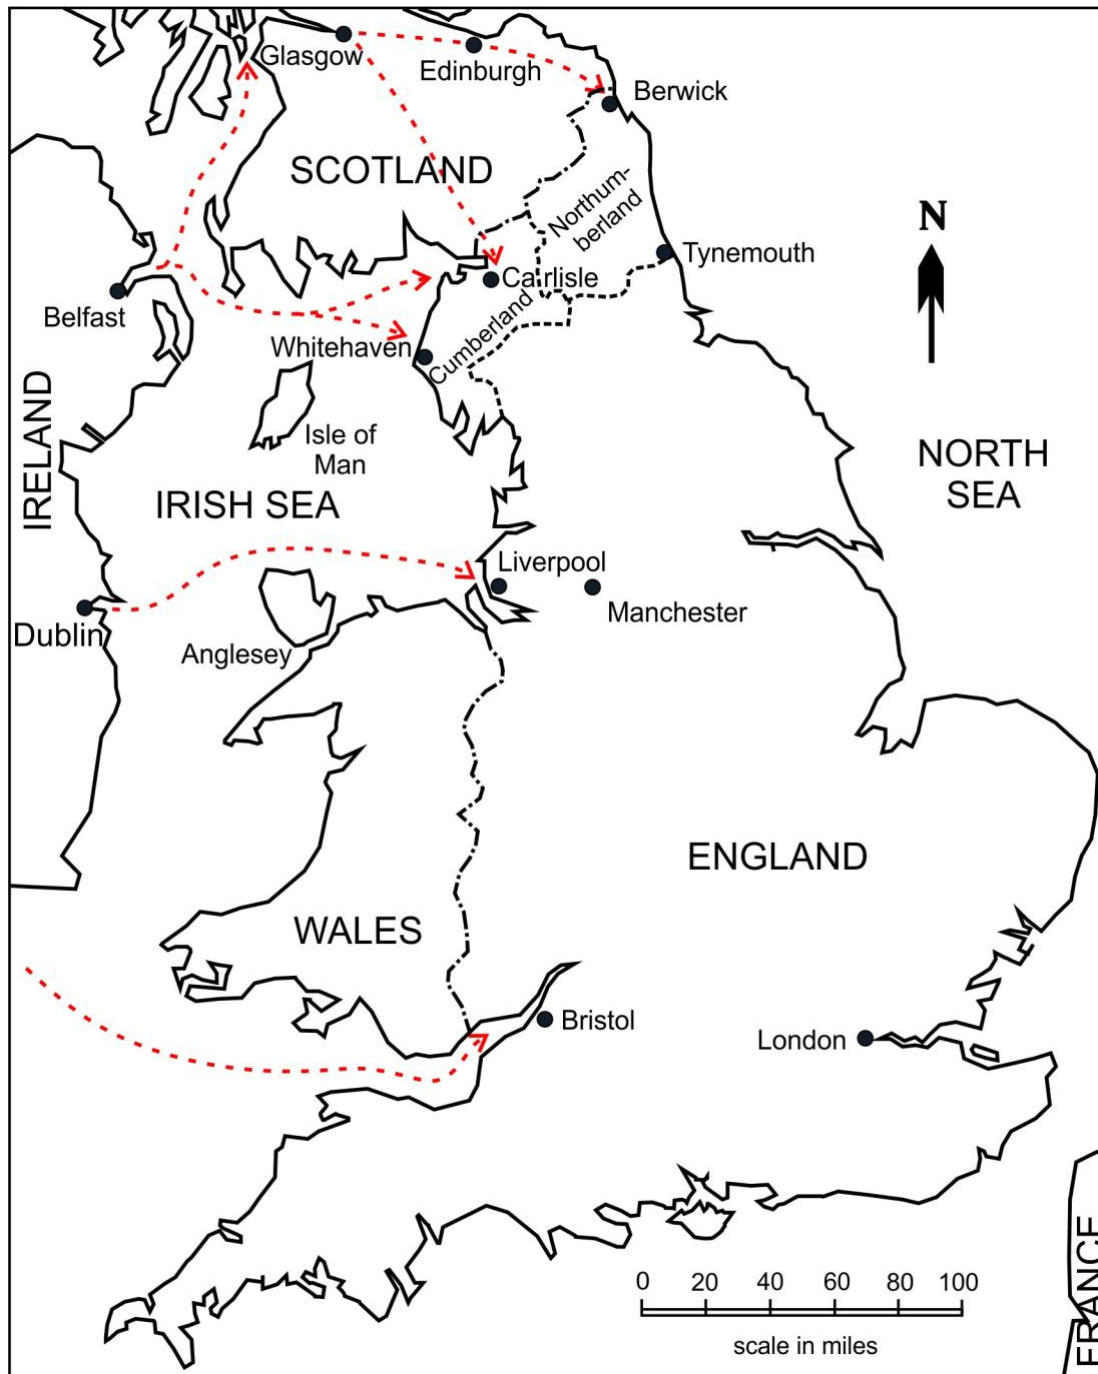 Glasgow
Edinburgh
Berwick
SCOTLAND
Northum-
berland
N
Tynemouth
Carlisle
Belfast
Cumberland
Whitehaven
IRELAND
Isle of
Man
NORTH
SEA
IRISH SEA
Liverpool
Manchester
Dublin
Anglesey
ENGLAND
WALES
Bristol
London
FRANCE
0 20 40 60 80 100
scale in miles